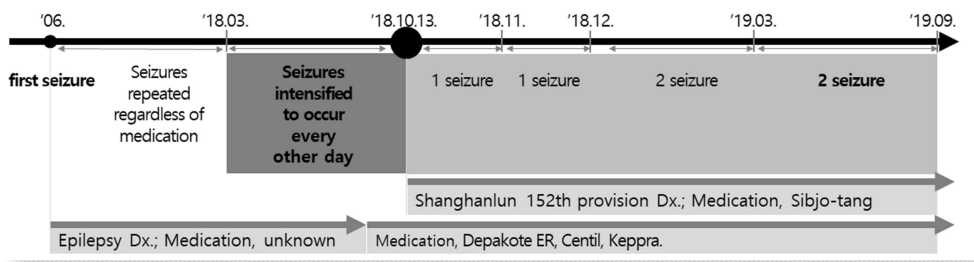 '06.
'18.03.
'18.10.13.
'18.11.
'18.12.
'19.03.
'19.09.
first seizure
Seizures
repeated
regardless of
medication
Seizures
intensified
to occur
every
other day
1 seizure
1 seizure
2 seizure
2 seizure
Shanghanlun 152th provision Dx.; Medication, Sibjo-tang
Epilepsy Dx.; Medication, unknown
Medication, Depakote ER, Centil, Keppra.